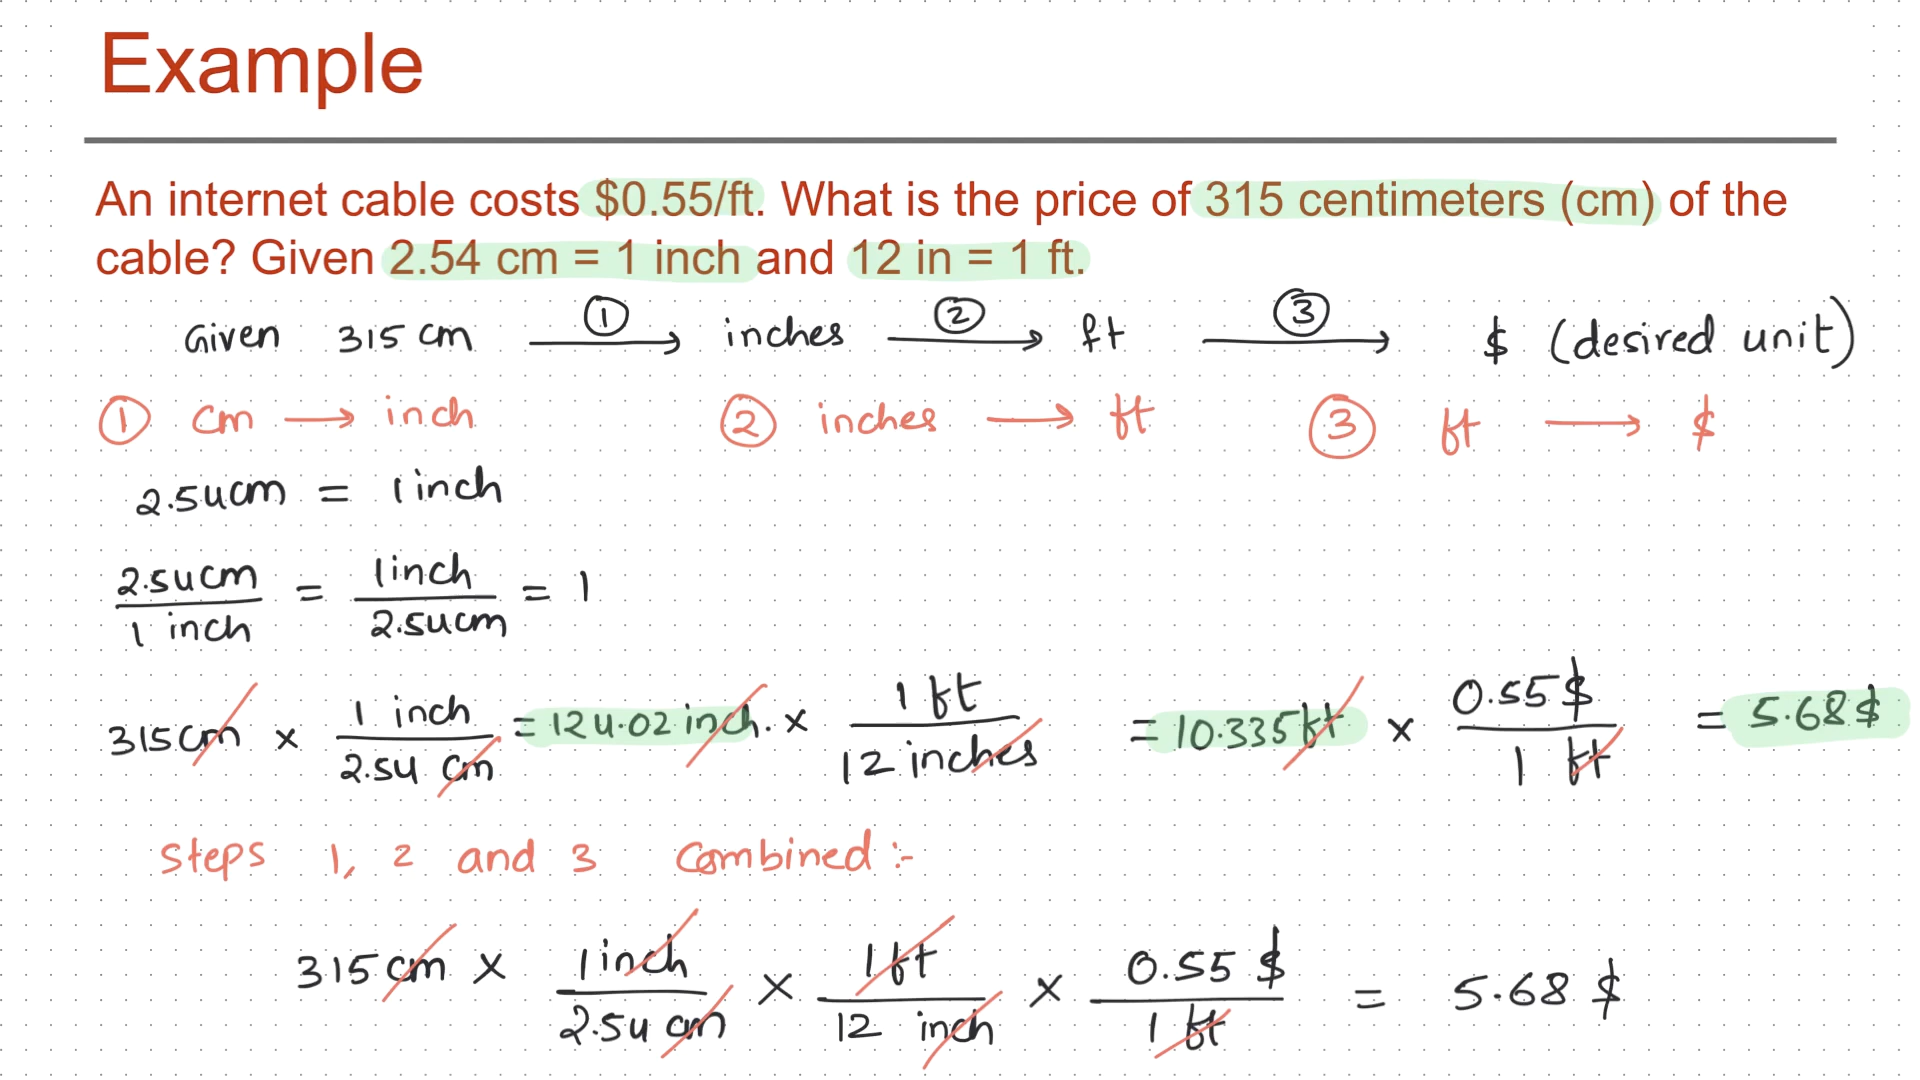 Example
An internet cable costs $0.55/ft. What is the price of 315 centimeters (cm) of the
cable? Given 2.54 cm = 1 inch and 12 in = 1 ft.
Given 315 cm ① → inches ② → ft ③ → $ (desired unit)
① cm → inch ② inches → ft ③ ft → $
2.54cm = 1 inch
2.54cm / 1 inch = 1 inch / 2.54cm = 1
315cm × 1 inch / 2.54 cm = 124.02 inch. × 1 ft / 12 inches = 10.335ft × 0.55$ / 1 ft = 5.68$
Steps 1, 2 and 3 Combined :-
315 cm × 1 inch / 2.54 cm × 1 ft / 12 inch × 0.55 $ / 1 ft = 5.68 $